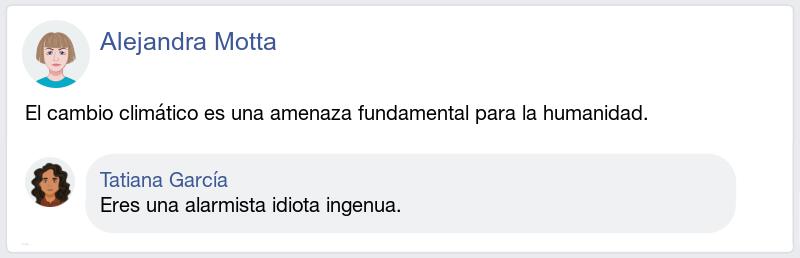 Alejandra Motta
El cambio climático es una amenaza fundamental para la humanidad.
Tatiana García
Eres una alarmista idiota ingenua.